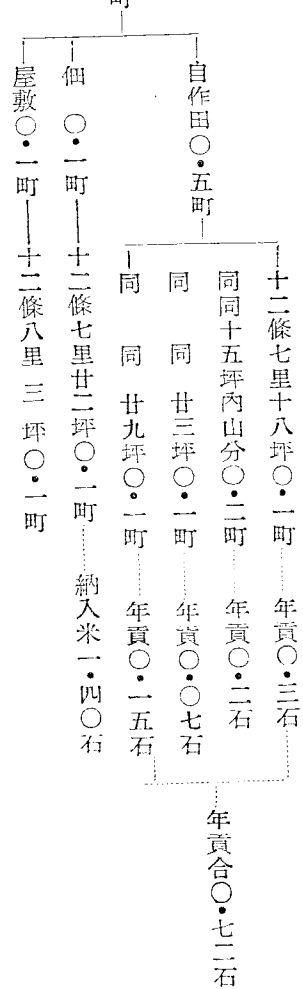 町
自作田〇・五町
十二條七里十八坪〇・一町
年貢〇・三石
同同十五坪內山分〇・二町
年貢〇・二石
同 同 廿三坪〇・一町
年貢〇・〇七石
同 同 廿九坪〇・一町
年貢〇・一五石
年貢合〇・七二石
佃 〇・一町
十二條七里廿二坪〇・一町
納入米一・四〇石
屋敷〇・一町
十二條八里 三 坪〇・一町